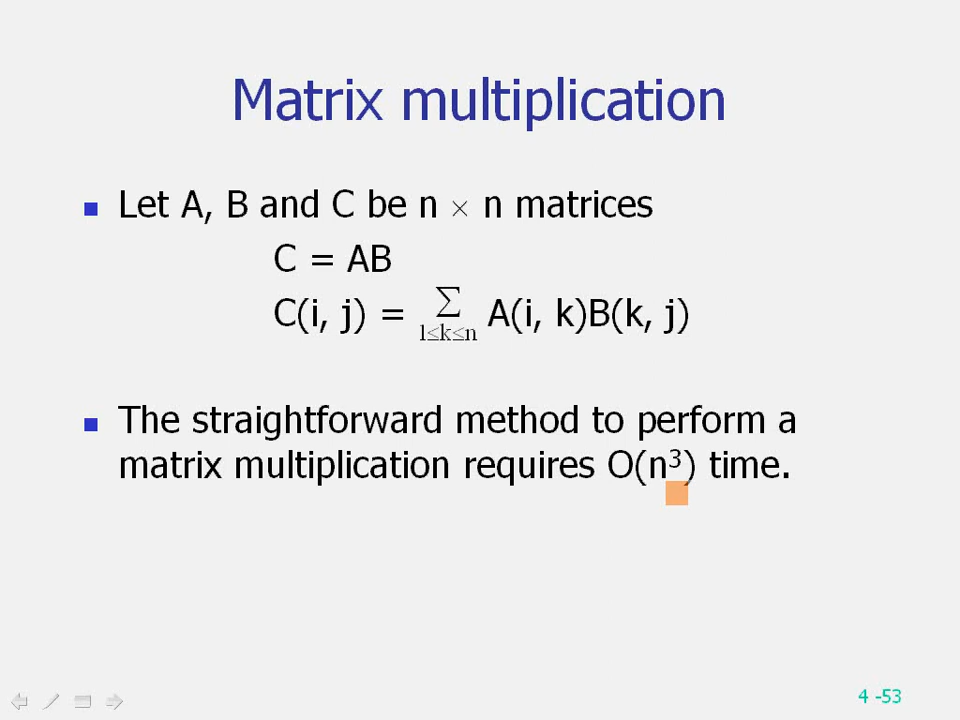 Matrix multiplication
Let A, B and C be n × n matrices
C = AB
C(i, j) = ∑ A(i, k)B(k, j)
1≤k≤n
The straightforward method to perform a
matrix multiplication requires O(n³) time.
4 -53